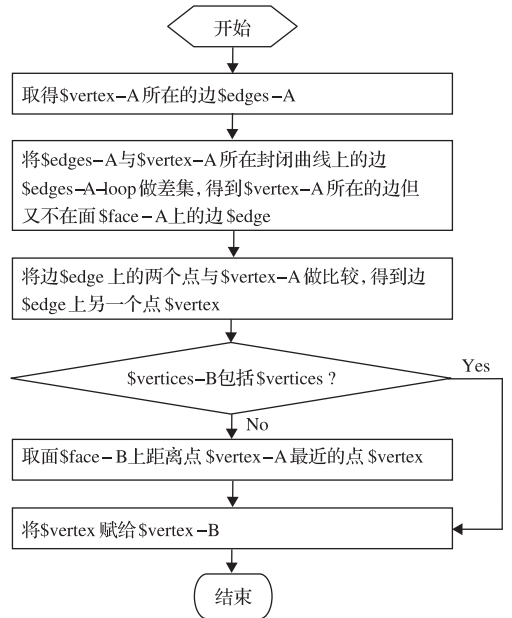 开始
取得$vertex-A所在的边$edges-A
将$edges-A与$vertex-A所在封闭曲线上的边
$edges-A-loop做差集,得到$vertex-A所在的边但
又不在面$face-A上的边$edge
将边$edge上的两个点与$vertex-A做比较,得到边
$edge上另一个点$vertex
$vertices-B包括$vertices?
Yes
No
取面$face-B上距离点$vertex-A最近的点$vertex
将$vertex赋给$vertex-B
结束